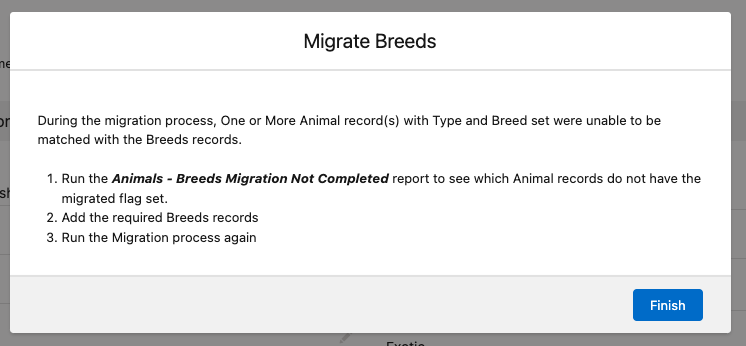 Migrate Breeds
During the migration process, One or More Animal record(s) with Type and Breed set were unable to be
matched with the Breeds records.
1. Run the Animals - Breeds Migration Not Completed report to see which Animal records do not have the
migrated flag set.
2. Add the required Breeds records
3. Run the Migration process again
Finish